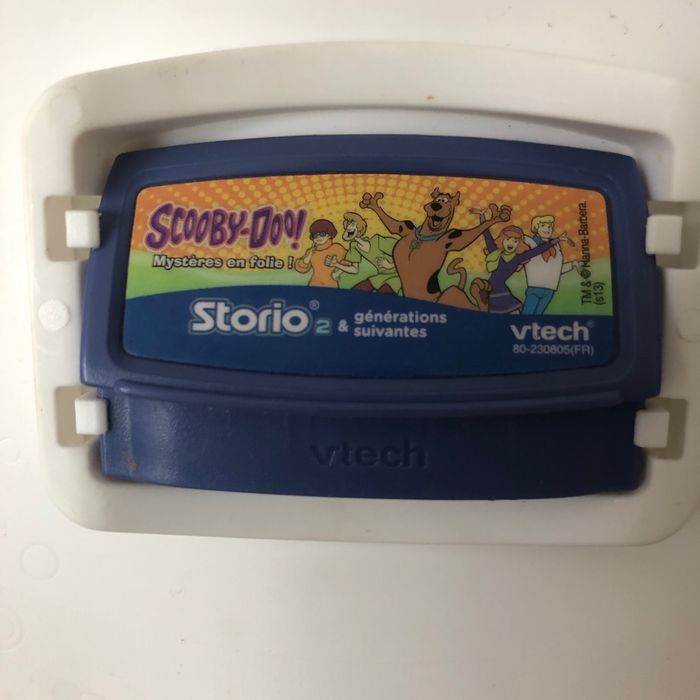 SCOOBY-DOO!
Mystères en folie !
Storio® 2 & générations
suivantes
vtech®
80-230805(FR)
TM & © Hanna-Barbera.
(s13)
vtech